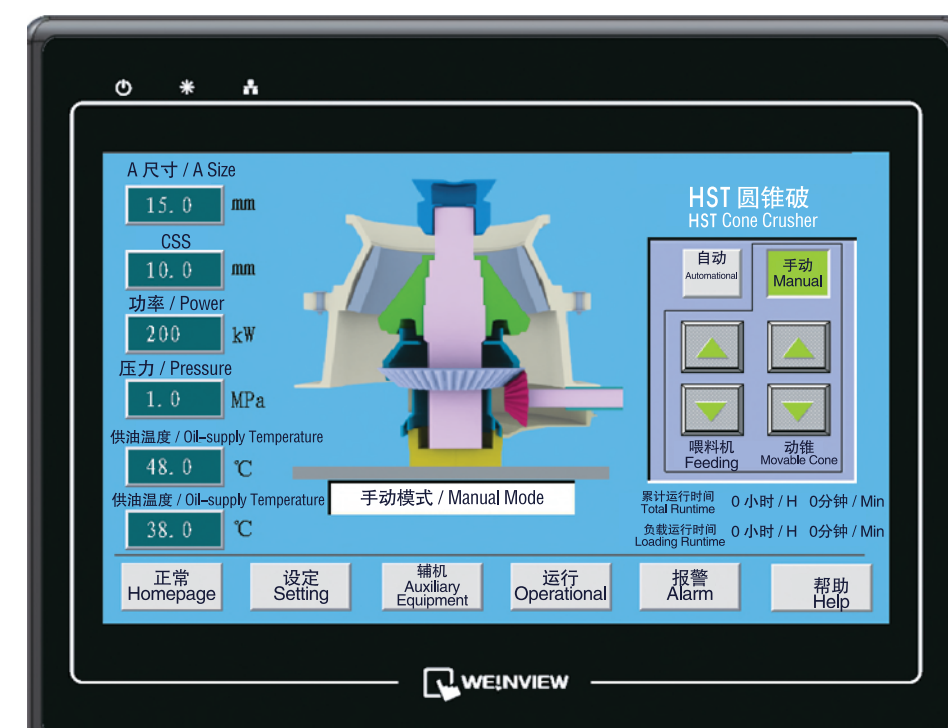 A 尺寸 / A Size
15.0 mm
CSS
10.0 mm
功率 / Power
200 kW
压力 / Pressure
1.0 MPa
供油温度 / Oil-supply Temperature
48.0 ℃
供油温度 / Oil-supply Temperature
38.0 ℃
手动模式 / Manual Mode
HST 圆锥破
HST Cone Crusher
自动
Automational
手动
Manual
喂料机
Feeding
动锥
Movable Cone
累计运行时间
Total Runtime
0 小时 / H 0分钟 / Min
负载运行时间
Loading Runtime
0 小时 / H 0分钟 / Min
正常
Homepage
设定
Setting
辅机
Auxiliary
Equipment
运行
Operational
报警
Alarm
帮助
Help
WE!NVIEW